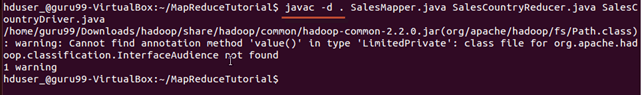 hduser_@guru99-VirtualBox:~/MapReduceTutorial$ javac -d . SalesMapper.java SalesCountryReducer.java SalesC
ountryDriver.java
/home/guru99/Downloads/hadoop/share/hadoop/common/hadoop-common-2.2.0.jar(org/apache/hadoop/fs/Path.class)
: warning: Cannot find annotation method 'value()' in type 'LimitedPrivate': class file for org.apache.had
oop.classification.InterfaceAudience not found
1 warning
hduser_@guru99-VirtualBox:~/MapReduceTutorial$